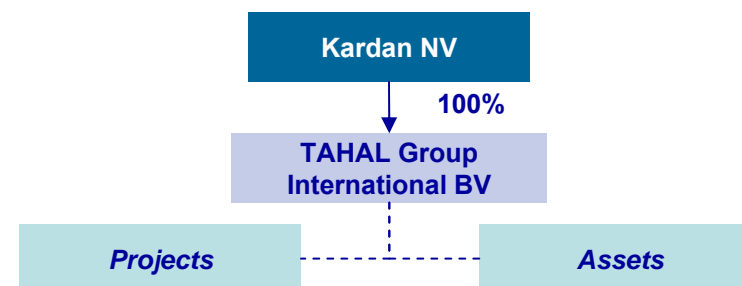 Kardan NV
100%
TAHAL Group
International BV
Projects
Assets